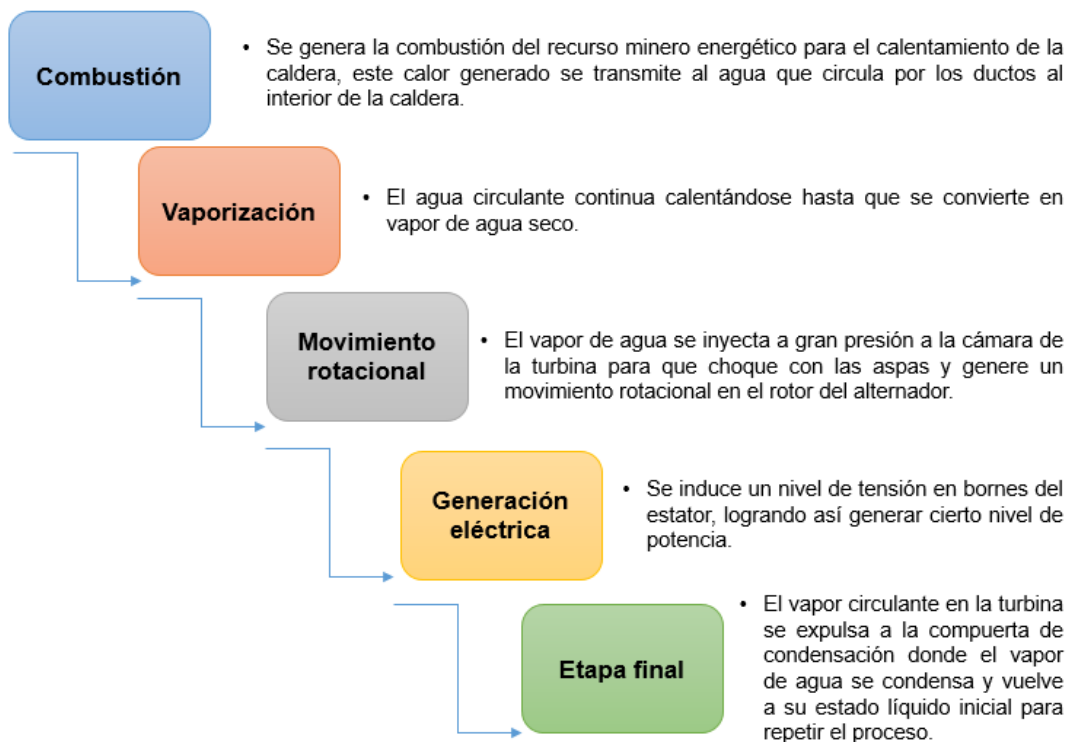 Combustión
• Se genera la combustión del recurso minero energético para el calentamiento de la
caldera, este calor generado se transmite al agua que circula por los ductos al
interior de la caldera.
Vaporización
• El agua circulante continua calentándose hasta que se convierte en
vapor de agua seco.
Movimiento
rotacional
• El vapor de agua se inyecta a gran presión a la cámara de
la turbina para que choque con las aspas y genere un
movimiento rotacional en el rotor del alternador.
Generación
eléctrica
• Se induce un nivel de tensión en bornes del
estator, logrando así generar cierto nivel de
potencia.
Etapa final
• El vapor circulante en la turbina
se expulsa a la compuerta de
condensación donde el vapor
de agua se condensa y vuelve
a su estado líquido inicial para
repetir el proceso.